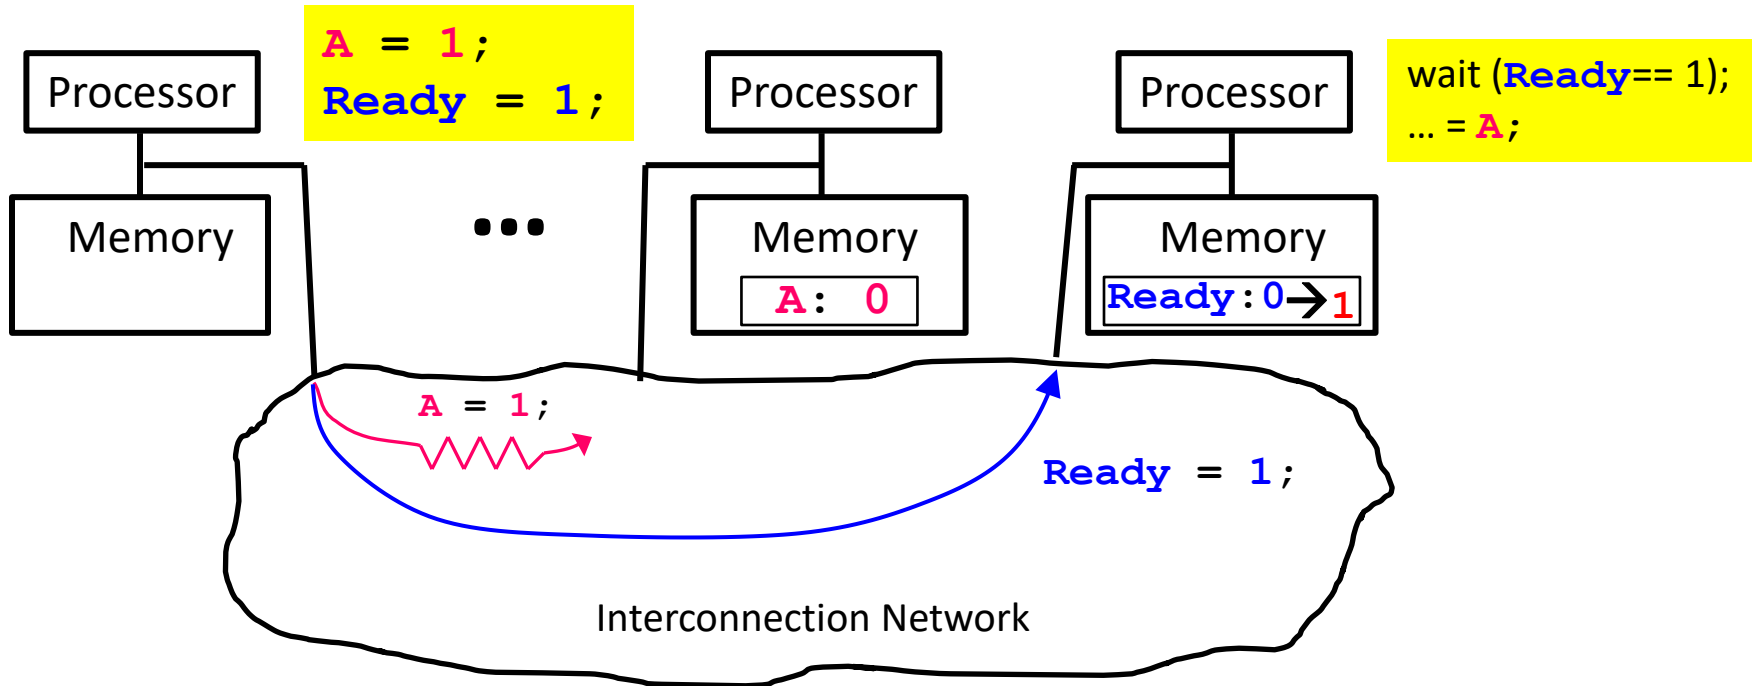 A = 1;
Ready = 1;
Processor
Processor
Processor
wait (Ready== 1);
... = A;
Memory
...
Memory
Memory
A: 0
Ready:0→1
A = 1;
Ready = 1;
Interconnection Network